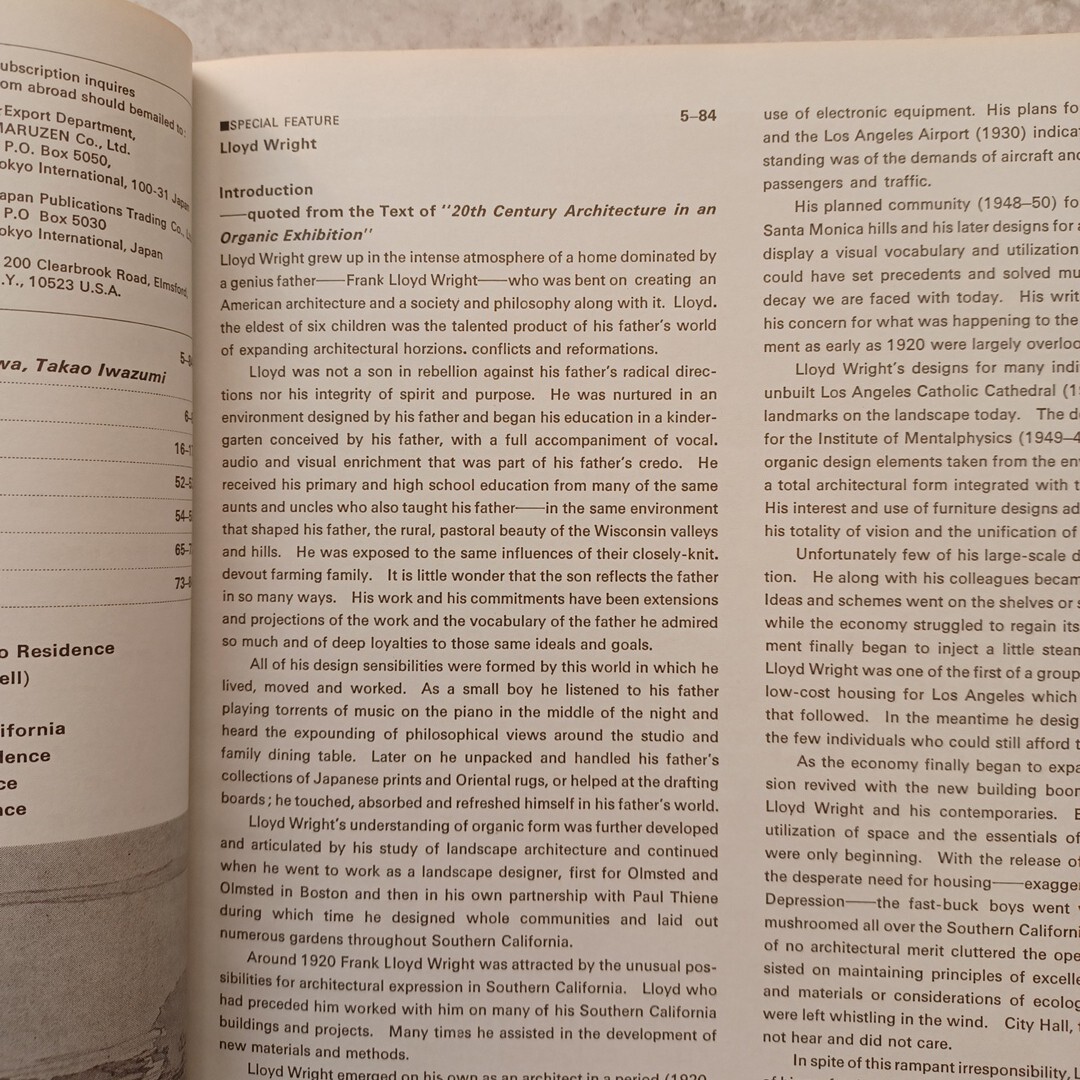 ubscription inquires
om abroad should bemailed to:
Export Department,
MARUZEN Co., Ltd.
P.O. Box 5050,
okyo International, 100-31 Japan
apan Publications Trading Co.,
P.O Box 5030
okyo International, Japan
200 Clearbrook Road, Elmsford,
.Y., 10523 U.S.A.
wa, Takao Iwazumi
o Residence
ell)
ifornia
dence
ce
nce
■SPECIAL FEATURE 5–84
Lloyd Wright
Introduction
——quoted from the Text of "20th Century Architecture in an
Organic Exhibition"
Lloyd Wright grew up in the intense atmosphere of a home dominated by
a genius father——Frank Lloyd Wright——who was bent on creating an
American architecture and a society and philosophy along with it. Lloyd.
the eldest of six children was the talented product of his father's world
of expanding architectural horzions. conflicts and reformations.
Lloyd was not a son in rebellion against his father's radical direc-
tions nor his integrity of spirit and purpose. He was nurtured in an
environment designed by his father and began his education in a kinder-
garten conceived by his father, with a full accompaniment of vocal.
audio and visual enrichment that was part of his father's credo. He
received his primary and high school education from many of the same
aunts and uncles who also taught his father——in the same environment
that shaped his father, the rural, pastoral beauty of the Wisconsin valleys
and hills. He was exposed to the same influences of their closely-knit.
devout farming family. It is little wonder that the son reflects the father
in so many ways. His work and his commitments have been extensions
and projections of the work and the vocabulary of the father he admired
so much and of deep loyalties to those same ideals and goals.
All of his design sensibilities were formed by this world in which he
lived, moved and worked. As a small boy he listened to his father
playing torrents of music on the piano in the middle of the night and
heard the expounding of philosophical views around the studio and
family dining table. Later on he unpacked and handled his father's
collections of Japanese prints and Oriental rugs, or helped at the drafting
boards; he touched, absorbed and refreshed himself in his father's world.
Lloyd Wright's understanding of organic form was further developed
and articulated by his study of landscape architecture and continued
when he went to work as a landscape designer, first for Olmsted and
Olmsted in Boston and then in his own partnership with Paul Thiene
during which time he designed whole communities and laid out
numerous gardens throughout Southern California.
Around 1920 Frank Lloyd Wright was attracted by the unusual pos-
sibilities for architectural expression in Southern California. Lloyd who
had preceded him worked with him on many of his Southern California
buildings and projects. Many times he assisted in the development of
new materials and methods.
Lloyd Wright emerged on his own as an architect in a period (1920
use of electronic equipment. His plans fo
and the Los Angeles Airport (1930) indicat
standing was of the demands of aircraft and
passengers and traffic.
His planned community (1948–50) fo
Santa Monica hills and his later designs for a
display a visual vocabulary and utilization
could have set precedents and solved mu
decay we are faced with today. His writ
his concern for what was happening to the
ment as early as 1920 were largely overloo
Lloyd Wright's designs for many indi
unbuilt Los Angeles Catholic Cathedral (19
landmarks on the landscape today. The de
for the Institute of Mentalphysics (1949–4
organic design elements taken from the env
a total architectural form integrated with t
His interest and use of furniture designs ad
his totality of vision and the unification of
Unfortunately few of his large-scale d
tion. He along with his colleagues becam
Ideas and schemes went on the shelves or s
while the economy struggled to regain its
ment finally began to inject a little steam
Lloyd Wright was one of the first of a group
low-cost housing for Los Angeles which
that followed. In the meantime he desig
the few individuals who could still afford t
As the economy finally began to expa
sion revived with the new building boom
Lloyd Wright and his contemporaries. E
utilization of space and the essentials of
were only beginning. With the release of
the desperate need for housing——exagger
Depression——the fast-buck boys went w
mushroomed all over the Southern Californi
of no architectural merit cluttered the ope
sisted on maintaining principles of excelle
and materials or considerations of ecolog
were left whistling in the wind. City Hall,
not hear and did not care.
In spite of this rampant irresponsibility, L